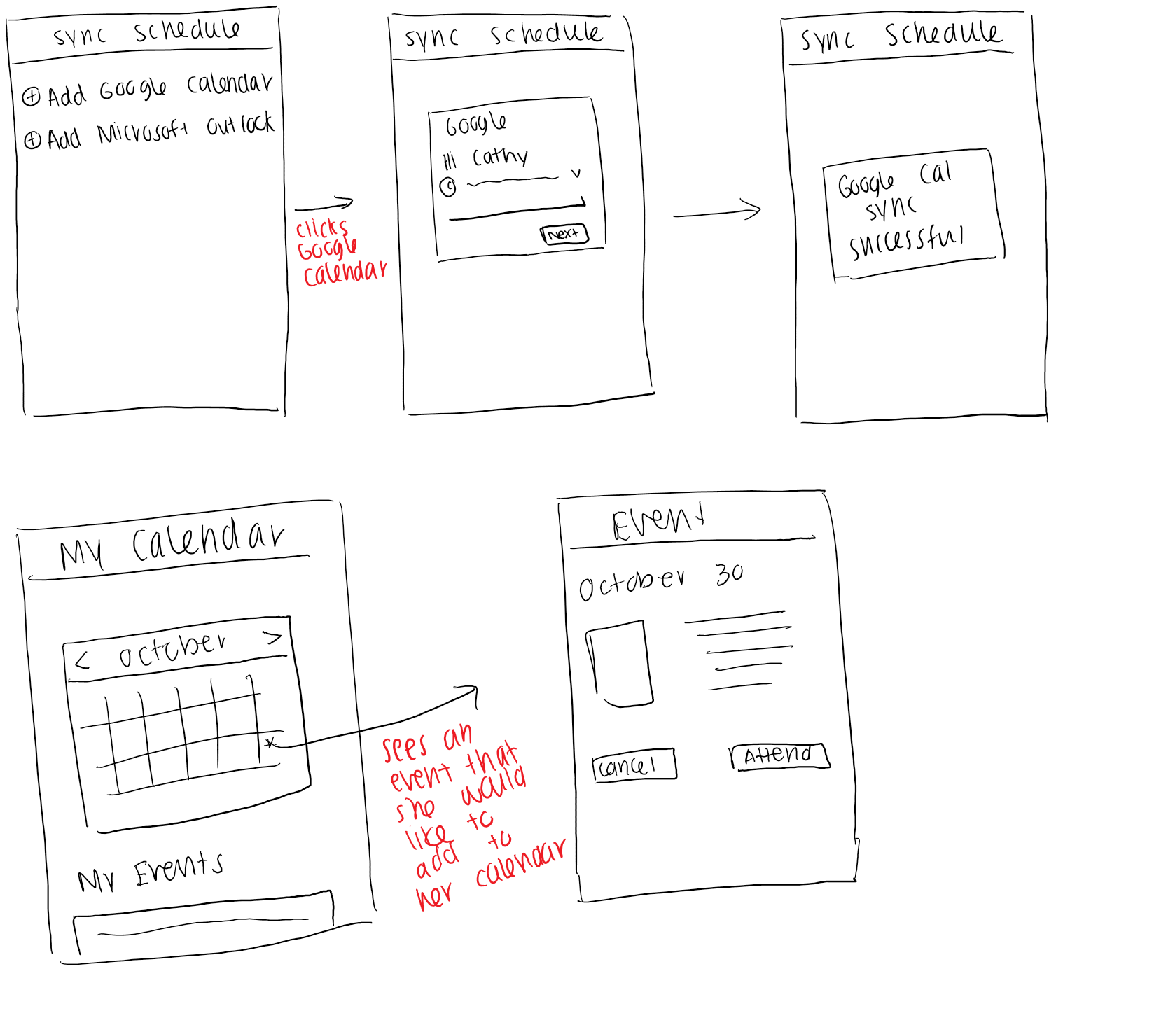 Sync Schedule
⊕ Add Google Calendar
⊕ Add Microsoft Outlock
clicks
Google
Calendar
Sync Schedule
Google
Hi Cathy
C
Next
Sync Schedule
Google Cal
sync
successful
My Calendar
< October >
*
My Events
sees an
event that
she would
like to
add to
her calendar
Event
October 30
Cancel
Attend